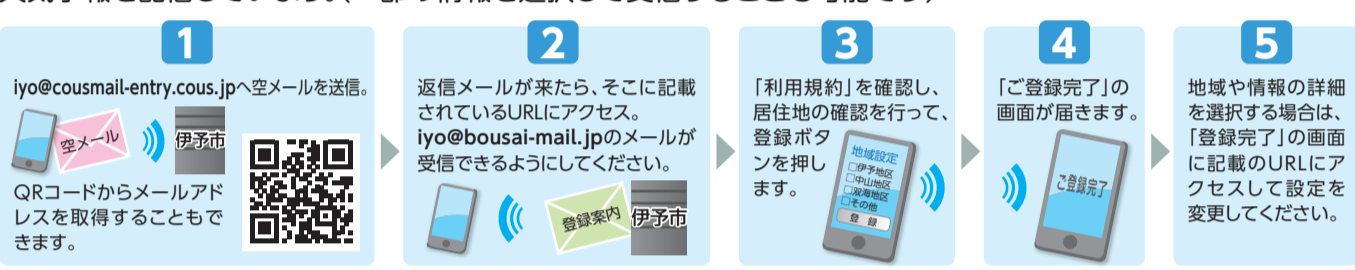 1
iyo@cousmail-entry.cous.jpへ空メールを送信。
空メール
伊予市
QRコードからメールアド
レスを取得することもで
きます。
2
返信メールが来たら、そこに記載
されているURLにアクセス。
iyo@bousai-mail.jpのメールが
受信できるようにしてください。
登録案内
伊予市
3
「利用規約」を確認し、
居住地の確認を行って、
登録ボタ
ンを押し
ます。
地域設定
□伊予地区
□中山地区
□双海地区
□その他
登 録
4
「ご登録完了」の
画面が届きます。
ご登録完了
5
地域や情報の詳細
を選択する場合は、
「登録完了」の画面
に記載のURLにア
クセスして設定を
変更してください。